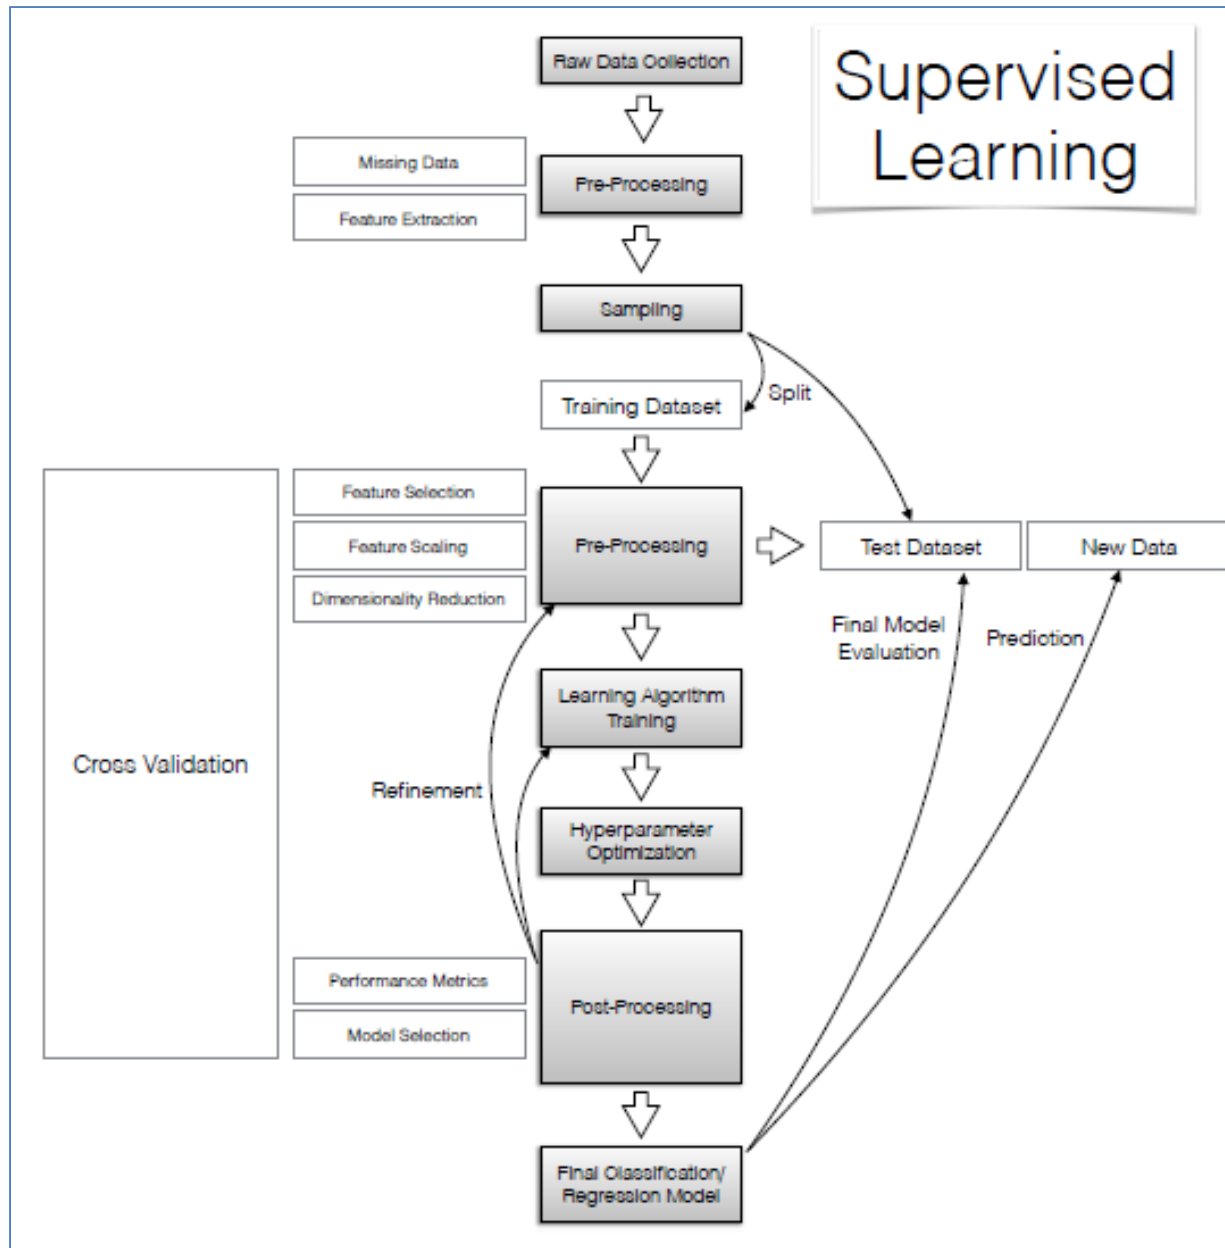 Supervised
Learning
Raw Data Collection
Missing Data
Pre-Processing
Feature Extraction
Sampling
Split
Training Dataset
Feature Selection
Feature Scaling
Pre-Processing
Test Dataset
New Data
Dimensionality Reduction
Final Model
Evaluation
Prediction
Learning Algorithm
Training
Cross Validation
Refinement
Hyperparameter
Optimization
Performance Metrics
Post-Processing
Model Selection
Final Classification/
Regression Model